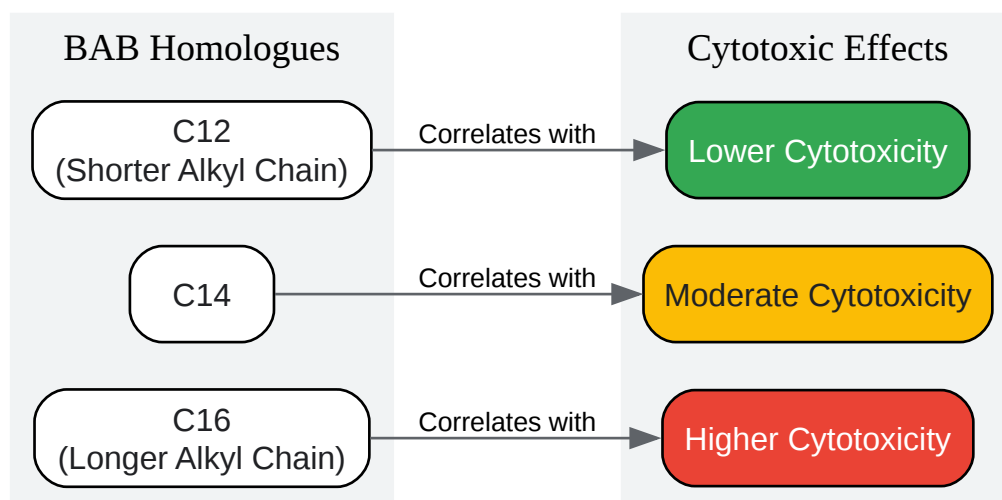 BAB Homologues
Cytotoxic Effects
C12
(Shorter Alkyl Chain)
Correlates with
Lower Cytotoxicity
C14
Correlates with
Moderate Cytotoxicity
C16
(Longer Alkyl Chain)
Correlates with
Higher Cytotoxicity